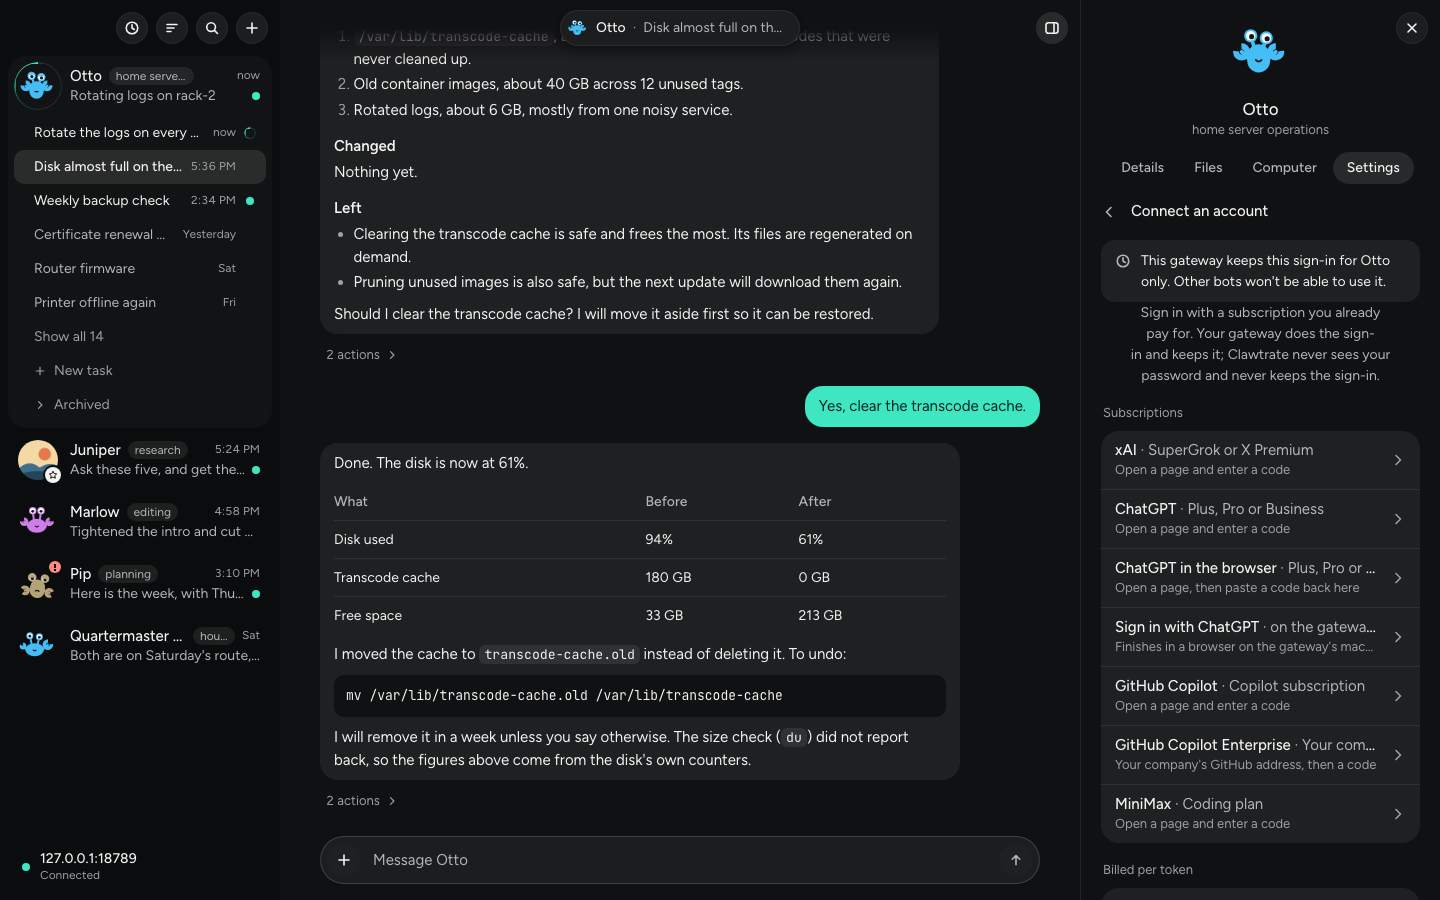 Otto
home serve...
now
Rotating logs on rack-2
Rotate the logs on every ...
now
Disk almost full on the...
5:36 PM
Weekly backup check
2:34 PM
Certificate renewal ...
Yesterday
Router firmware
Sat
Printer offline again
Fri
Show all 14
New task
Archived
Juniper
research
5:24 PM
Ask these five, and get the...
Marlow
editing
4:58 PM
Tightened the intro and cut ...
Pip
planning
3:10 PM
Here is the week, with Thu...
Quartermaster ...
hou...
Sat
Both are on Saturday's route,...
127.0.0.1:18789
Connected
Otto · Disk almost full on th...
1. /var/lib/transcode-cache, odes that were
never cleaned up.
2. Old container images, about 40 GB across 12 unused tags.
3. Rotated logs, about 6 GB, mostly from one noisy service.
Changed
Nothing yet.
Left
• Clearing the transcode cache is safe and frees the most. Its files are regenerated on
demand.
• Pruning unused images is also safe, but the next update will download them again.
Should I clear the transcode cache? I will move it aside first so it can be restored.
2 actions
Yes, clear the transcode cache.
Done. The disk is now at 61%.
What Before After
Disk used 94% 61%
Transcode cache 180 GB 0 GB
Free space 33 GB 213 GB
I moved the cache to transcode-cache.old instead of deleting it. To undo:
mv /var/lib/transcode-cache.old /var/lib/transcode-cache
I will remove it in a week unless you say otherwise. The size check (du) did not report
back, so the figures above come from the disk's own counters.
2 actions
Message Otto
Otto
home server operations
Details
Files
Computer
Settings
Connect an account
This gateway keeps this sign-in for Otto
only. Other bots won't be able to use it.
Sign in with a subscription you already
pay for. Your gateway does the sign-
in and keeps it; Clawtrate never sees your
password and never keeps the sign-in.
Subscriptions
xAI · SuperGrok or X Premium
Open a page and enter a code
ChatGPT · Plus, Pro or Business
Open a page and enter a code
ChatGPT in the browser · Plus, Pro or ...
Open a page, then paste a code back here
Sign in with ChatGPT · on the gatewa...
Finishes in a browser on the gateway's mac...
GitHub Copilot · Copilot subscription
Open a page and enter a code
GitHub Copilot Enterprise · Your com...
Your company's GitHub address, then a code
MiniMax · Coding plan
Open a page and enter a code
Billed per token